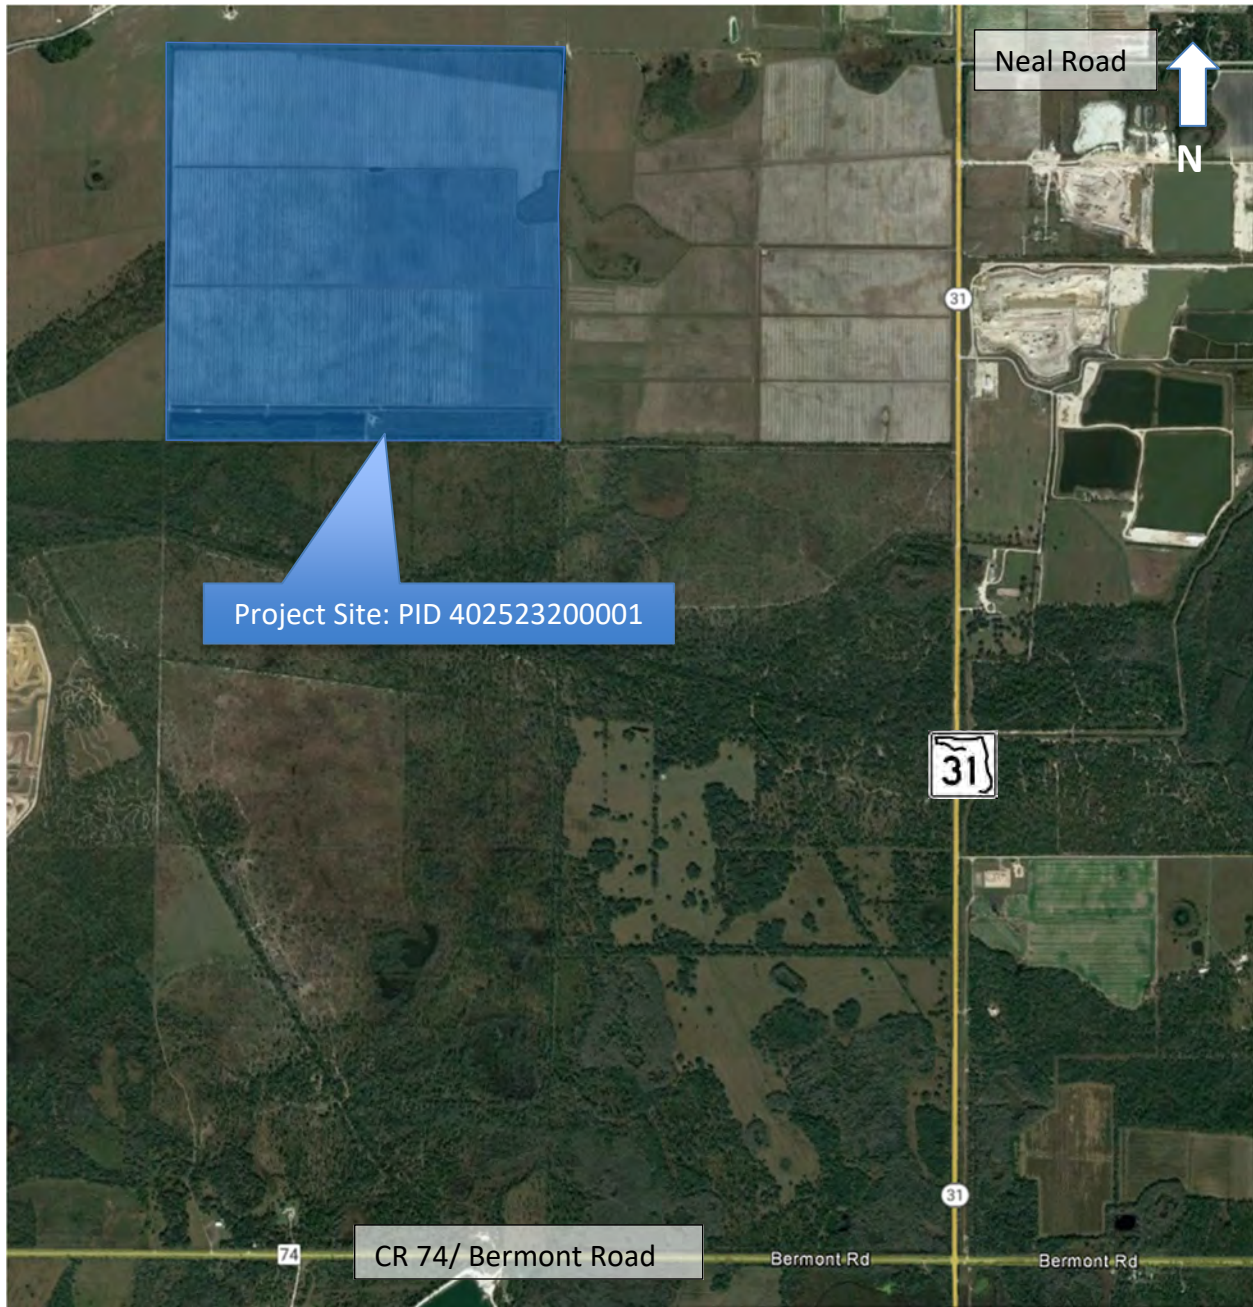 Neal Road
N
31
Project Site: PID 402523200001
31
31
74
CR 74/ Bermont Road
Bermont Rd
Bermont Rd